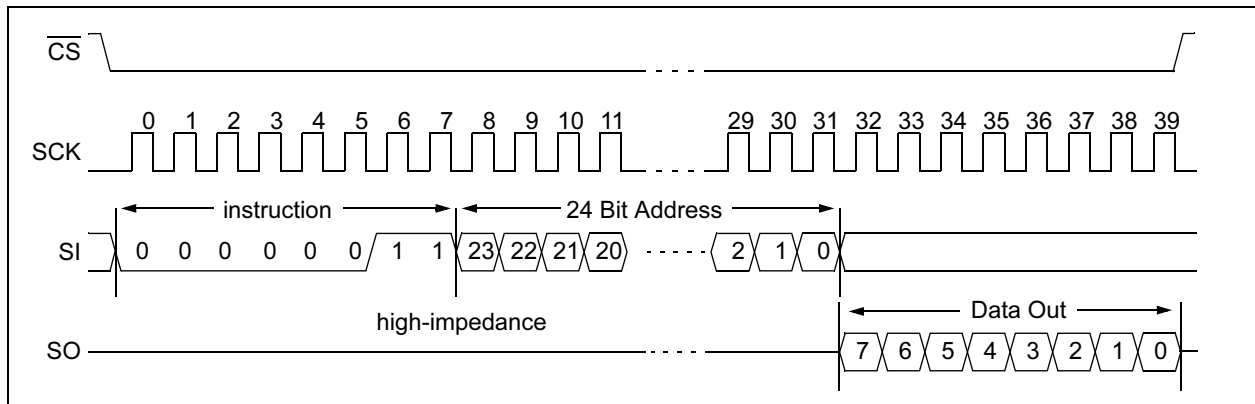 CS
0 1 2 3 4 5 6 7 8 9 10 11 29 30 31 32 33 34 35 36 37 38 39
SCK
instruction 24 Bit Address
SI 0 0 0 0 0 0 1 1 23 22 21 20 2 1 0
high-impedance Data Out
SO 7 6 5 4 3 2 1 0